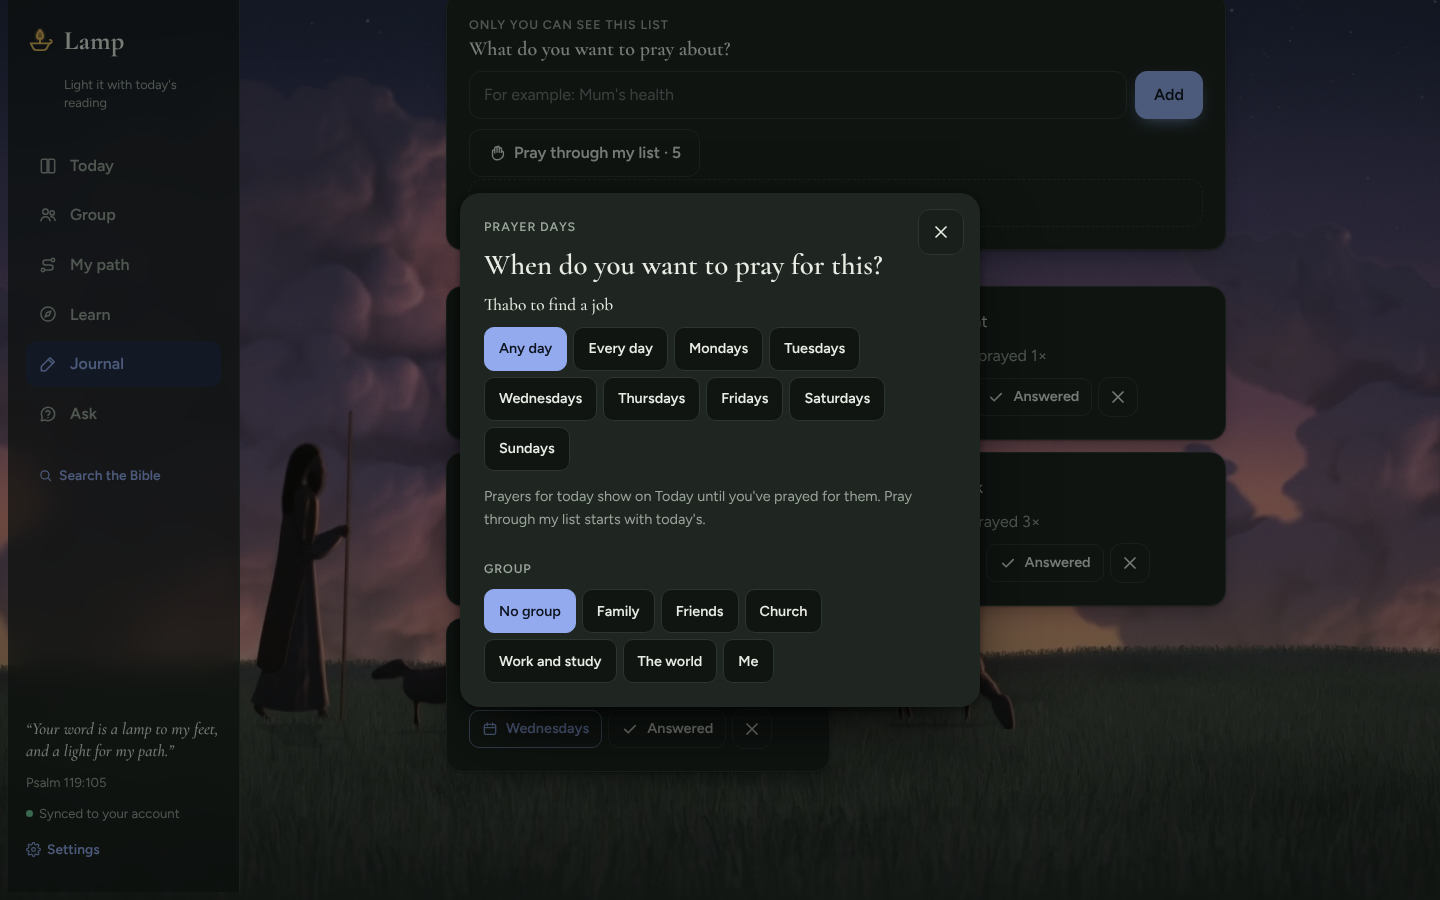 Lamp
Light it with today's
reading
Today
Group
My path
Learn
Journal
Ask
Search the Bible
“Your word is a lamp to my feet,
and a light for my path.”
Psalm 119:105
Synced to your account
Settings
ONLY YOU CAN SEE THIS LIST
What do you want to pray about?
For example: Mum's health
Add
Pray through my list · 5
PRAYER DAYS
When do you want to pray for this?
Thabo to find a job
Any day
Every day
Mondays
Tuesdays
Wednesdays
Thursdays
Fridays
Saturdays
Sundays
Prayers for today show on Today until you've prayed for them. Pray
through my list starts with today's.
GROUP
No group
Family
Friends
Church
Work and study
The world
Me
prayed 1×
Answered
rayed 3×
Answered
Wednesdays
Answered